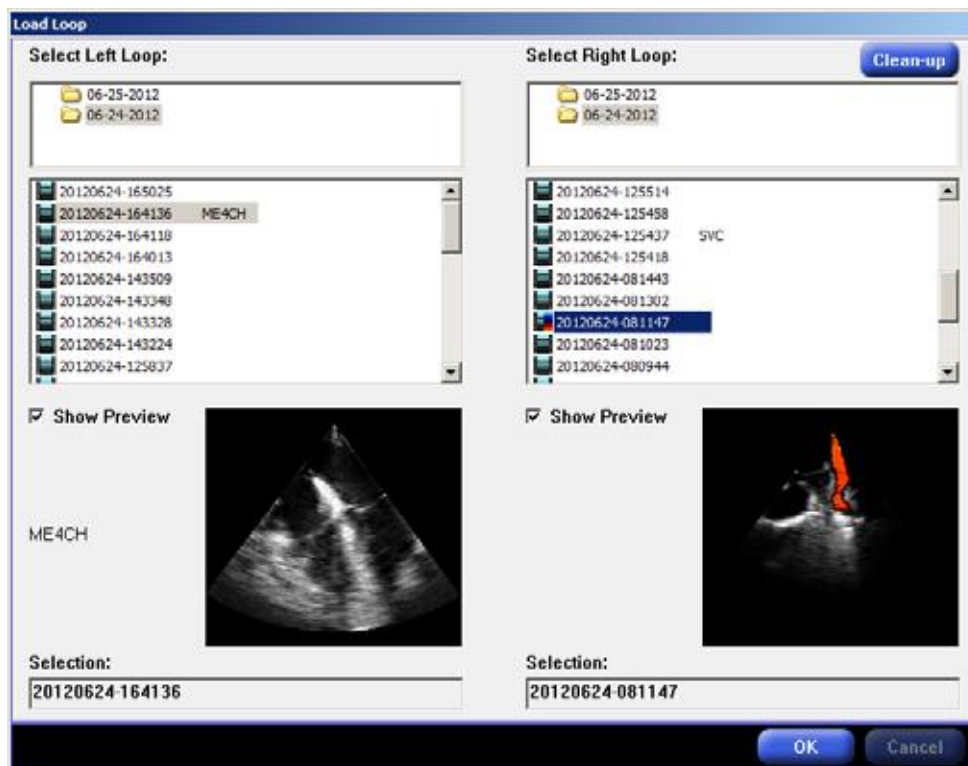 Load Loop
Select Left Loop:
Select Right Loop:
Clean-up
06-25-2012
06-24-2012
06-25-2012
06-24-2012
20120624-165025
20120624-164136 ME4CH
20120624-164118
20120624-164013
20120624-143509
20120624-143348
20120624-143328
20120624-143224
20120624-125837
20120624-125514
20120624-125458
20120624-125437 SVC
20120624-125418
20120624-081443
20120624-081302
20120624-081147
20120624-081023
20120624-080944
Show Preview
ME4CH
Show Preview
Selection:
20120624-164136
Selection:
20120624-081147
OK
Cancel